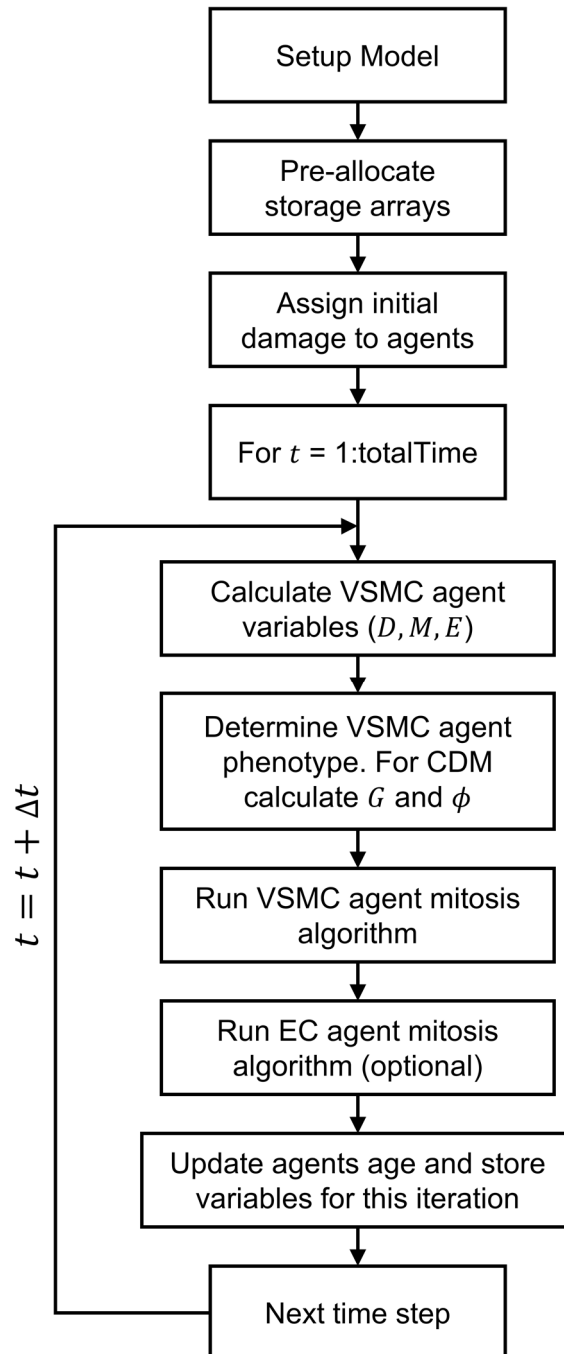 Setup Model
Pre-allocate
storage arrays
Assign initial
damage to agents
For t = 1:totalTime
Calculate VSMC agent
variables (D, M, E)
Determine VSMC agent
phenotype. For CDM
calculate G and ϕ
Run VSMC agent mitosis
algorithm
Run EC agent mitosis
algorithm (optional)
Update agents age and store
variables for this iteration
Next time step
t = t + Δt